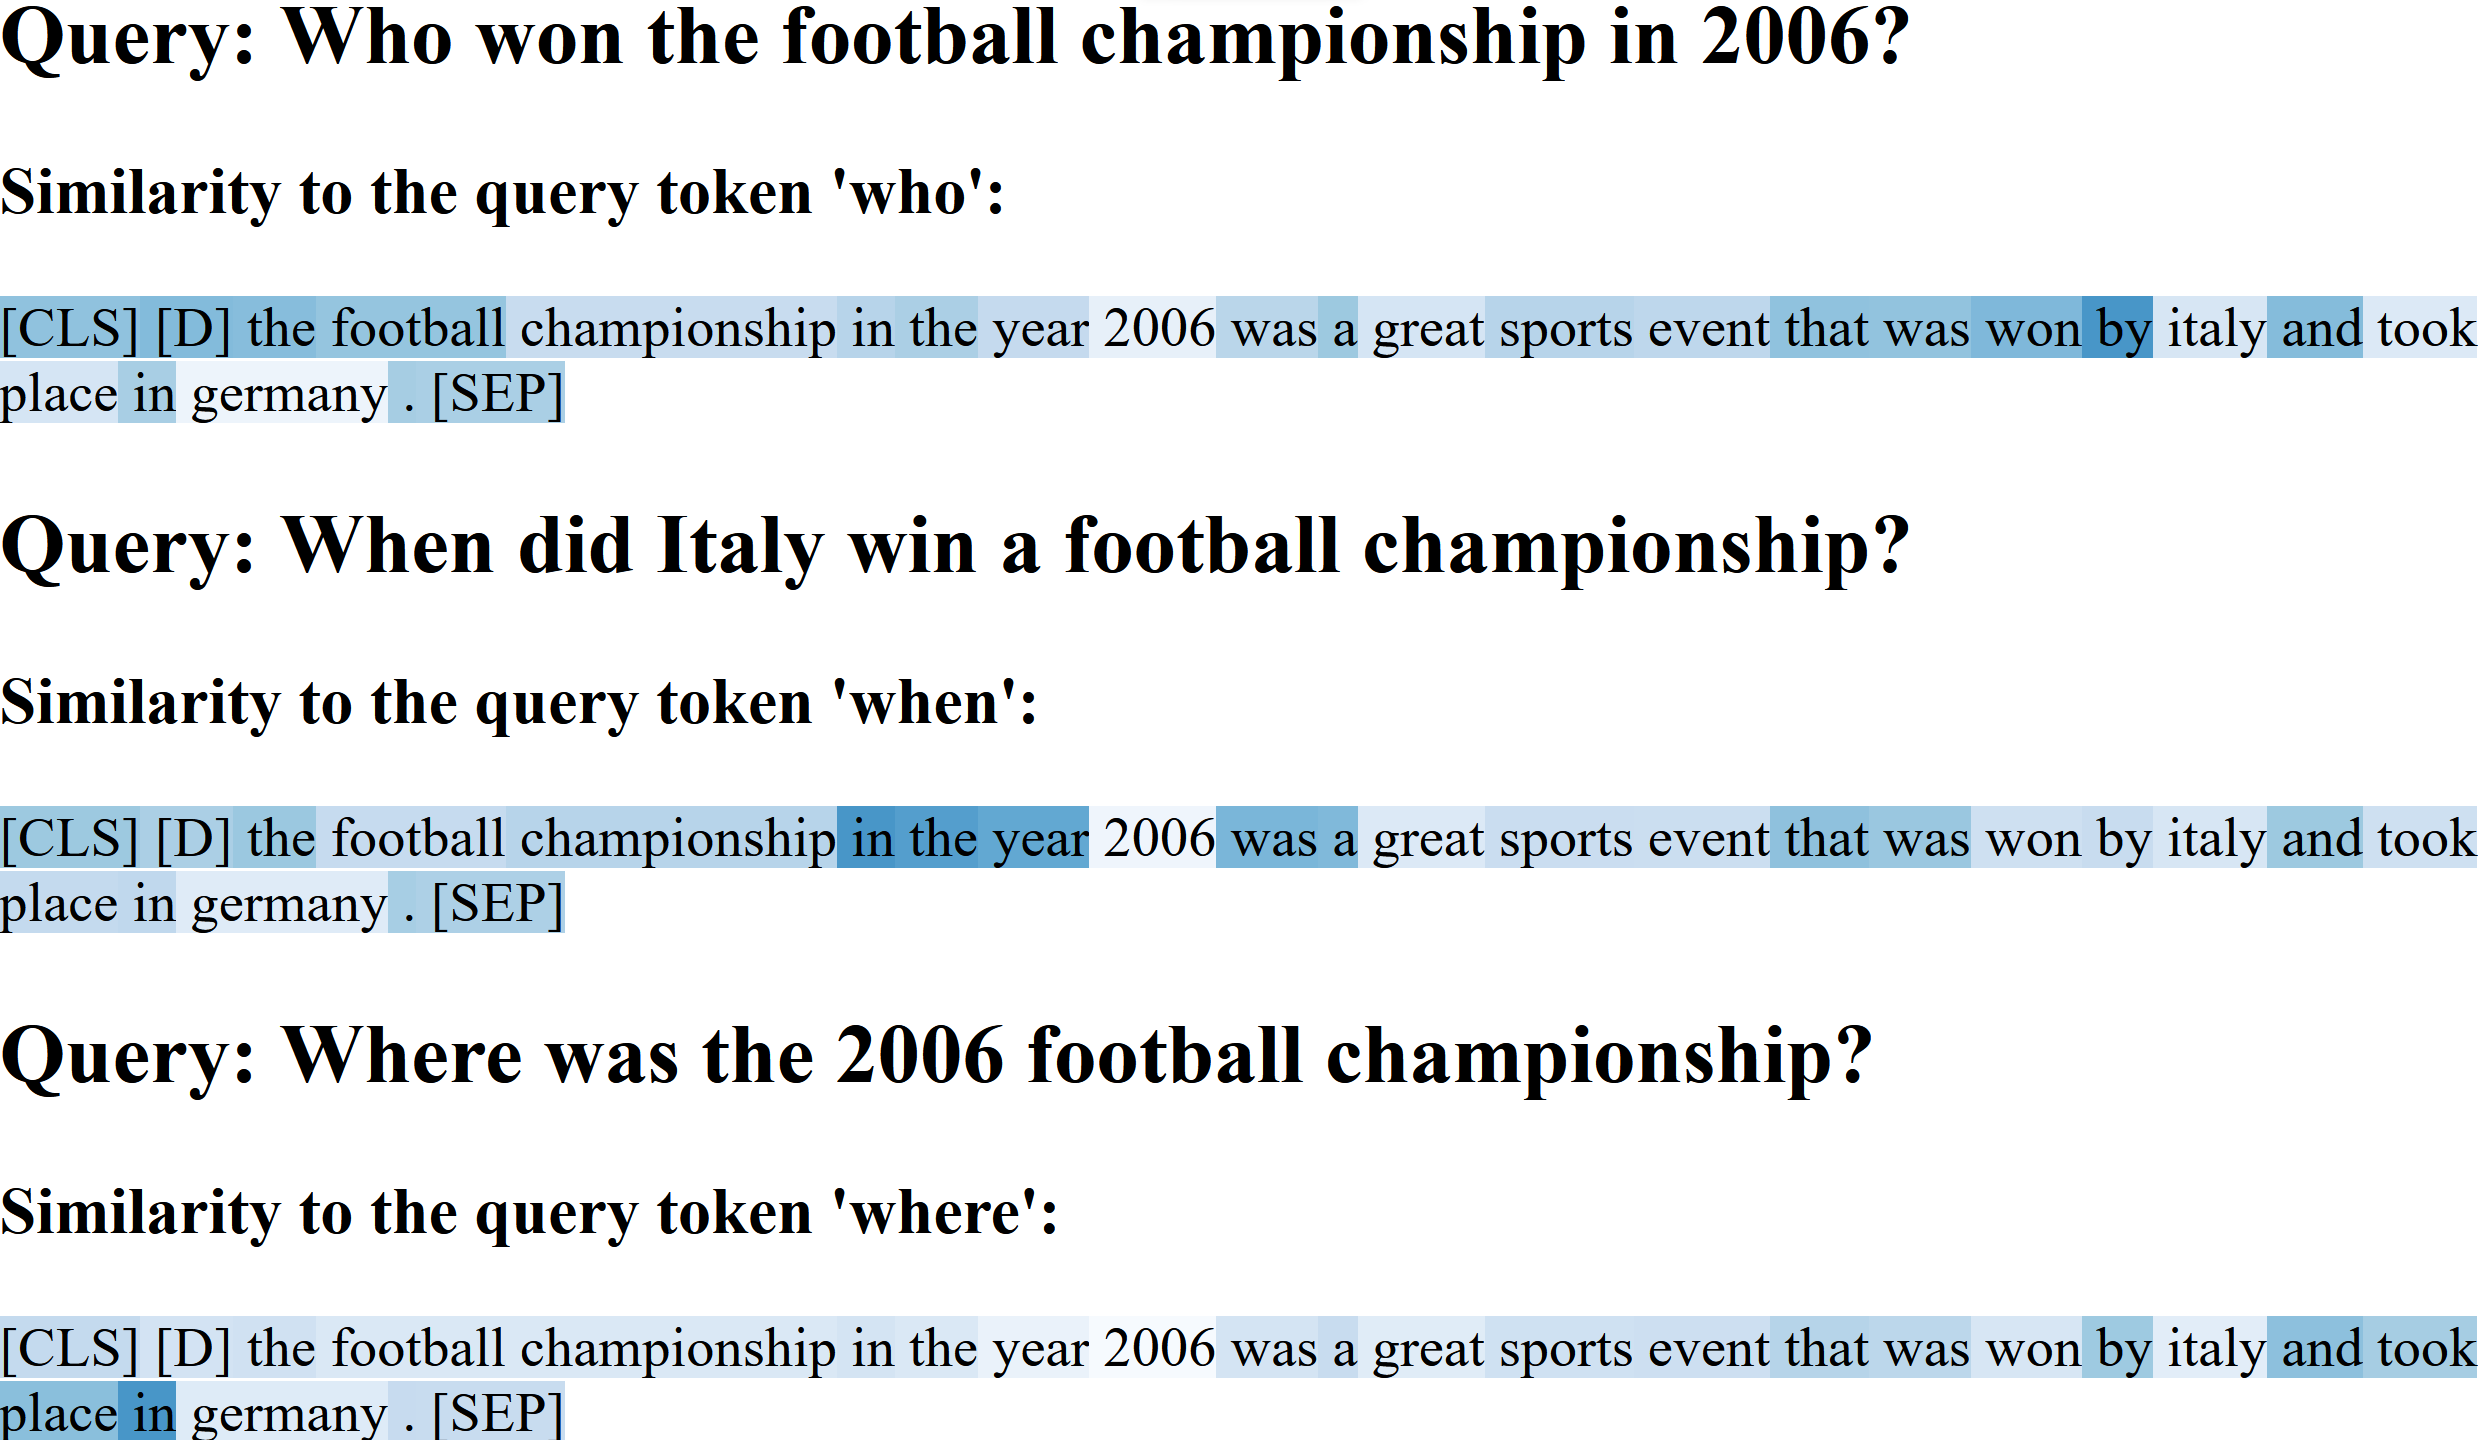 Query: Who won the football championship in 2006?
Similarity to the query token 'who':
[CLS] [D] the football championship in the year 2006 was a great sports event that was won by italy and took
place in germany . [SEP]
Query: When did Italy win a football championship?
Similarity to the query token 'when':
[CLS] [D] the football championship in the year 2006 was a great sports event that was won by italy and took
place in germany . [SEP]
Query: Where was the 2006 football championship?
Similarity to the query token 'where':
[CLS] [D] the football championship in the year 2006 was a great sports event that was won by italy and took
place in germany . [SEP]